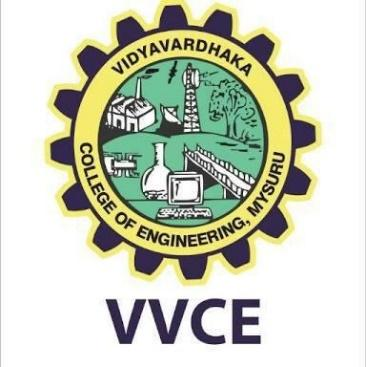 VIDYAVARDHAKA
COLLEGE OF ENGINEERING, MYSURU
VVCE